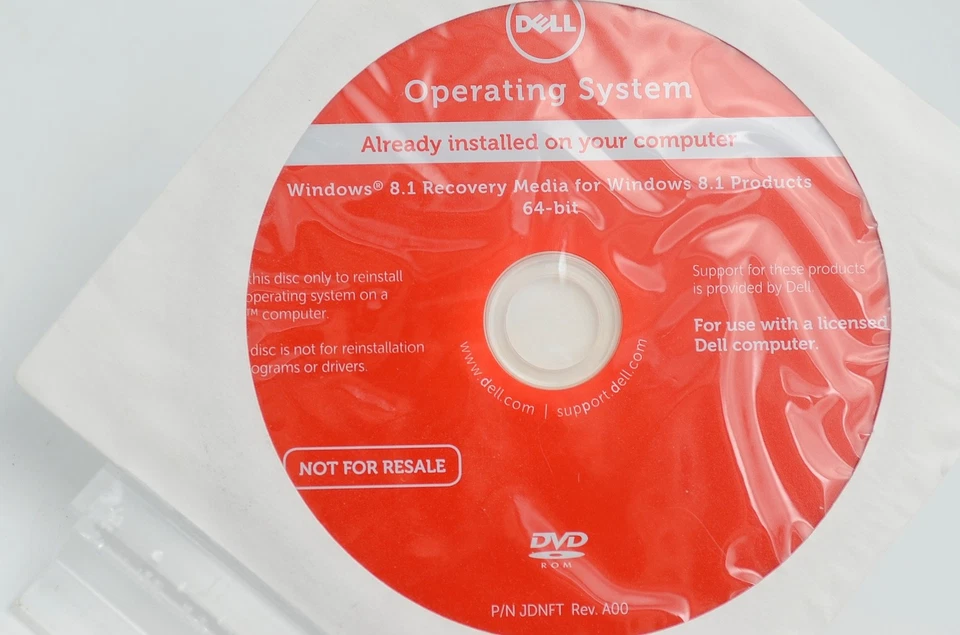 DELL
Operating System
Already installed on your computer
Windows® 8.1 Recovery Media for Windows 8.1 Products
64-bit
this disc only to reinstall
operating system on a
™ computer.
disc is not for reinstallation
ograms or drivers.
Support for these products
is provided by Dell.
For use with a licensed
Dell computer.
www.dell.com | support.dell.com
NOT FOR RESALE
DVD
ROM
P/N JDNFT Rev. A00